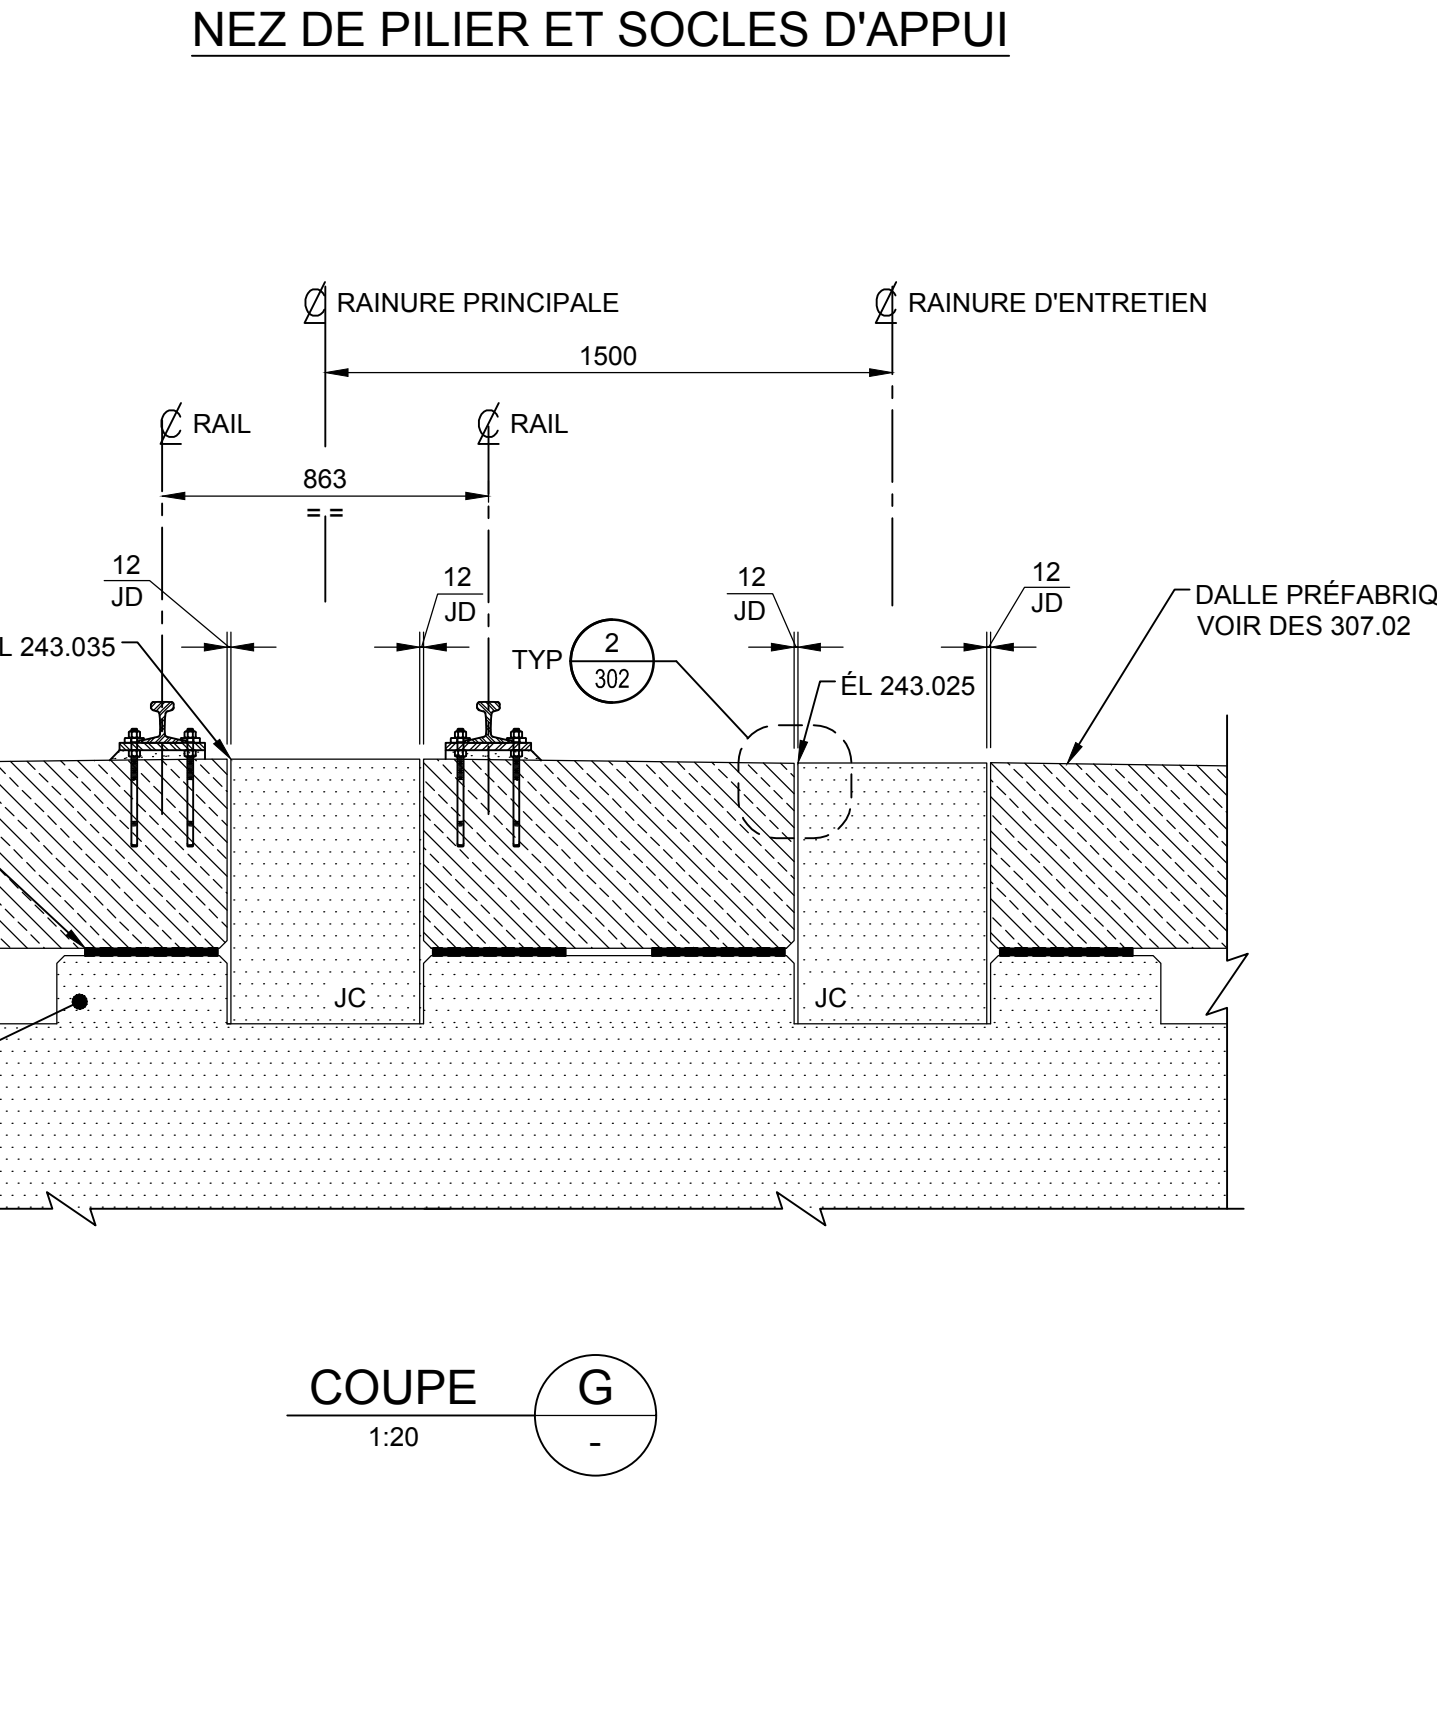 NEZ DE PILIER ET SOCLES D'APPUI
RAINURE PRINCIPALE
RAINURE D'ENTRETIEN
1500
RAIL
RAIL
863
= =
12
JD
12
JD
12
JD
12
JD
DALLE PRÉFABRIQ
VOIR DES 307.02
L 243.035
TYP
2
302
ÉL 243.025
JC
JC
COUPE
G
1:20
-